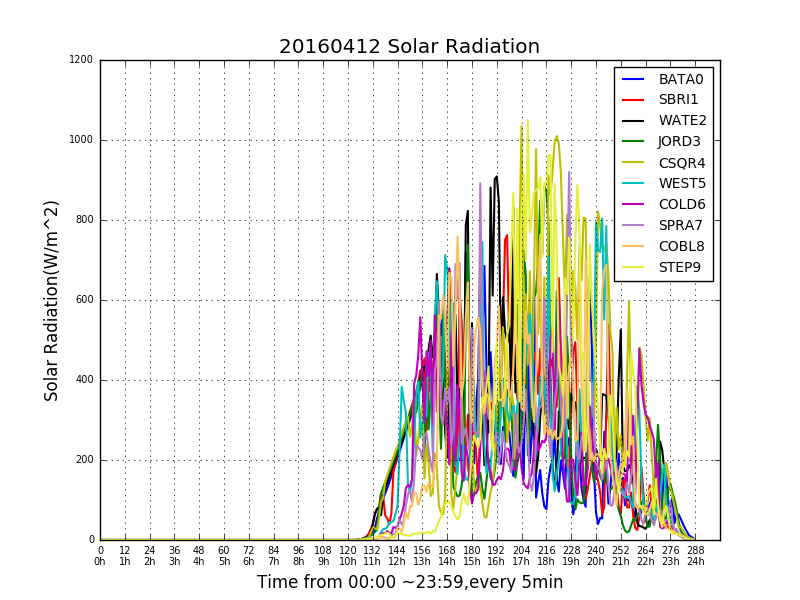 20160412 Solar Radiation
1200
1000
800
600
400
200
0
Solar Radiation(W/m^2)
BATA0
SBRI1
WATE2
JORD3
CSQR4
WEST5
COLD6
SPRA7
COBL8
STEP9
0 12 24 36 48 60 72 84 96 108 120 132 144 156 168 180 192 204 216 228 240 252 264 276 288
0h 1h 2h 3h 4h 5h 6h 7h 8h 9h 10h 11h 12h 13h 14h 15h 16h 17h 18h 19h 20h 21h 22h 23h 24h
Time from 00:00 ~23:59,every 5min